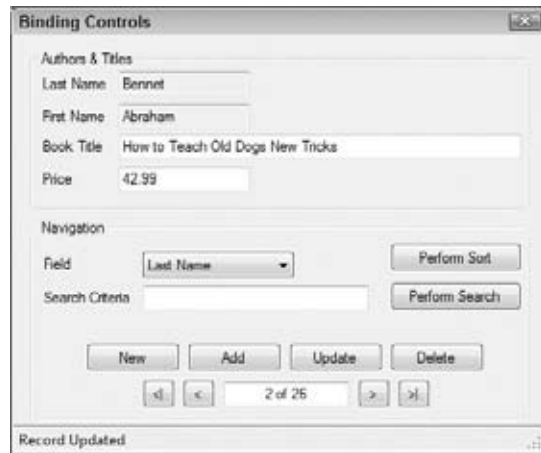 Binding Controls
Authors & Titles
Last Name Bennet
First Name Abraham
Book Title How to Teach Old Dogs New Tricks
Price 42.99
Navigation
Field Last Name Perform Sort
Search Criteria Perform Search
New Add Update Delete
<| < 2 of 26 > >|
Record Updated